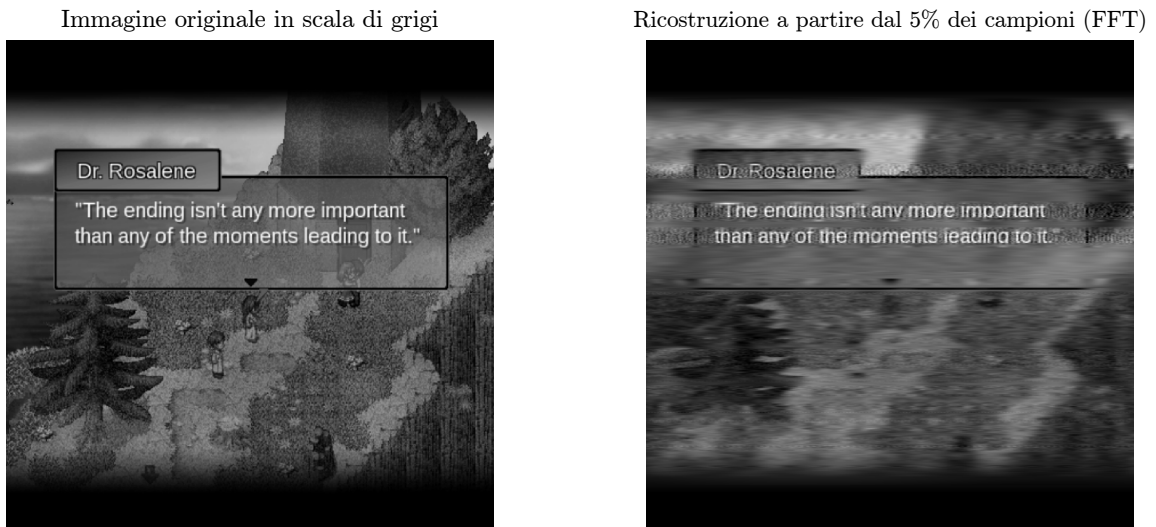 Immagine originale in scala di grigi
Ricostruzione a partire dal 5% dei campioni (FFT)
Dr. Rosalene
"The ending isn't any more important
than any of the moments leading to it."
Dr. Rosalene
The ending isn't any more important
than any of the moments leading to it.